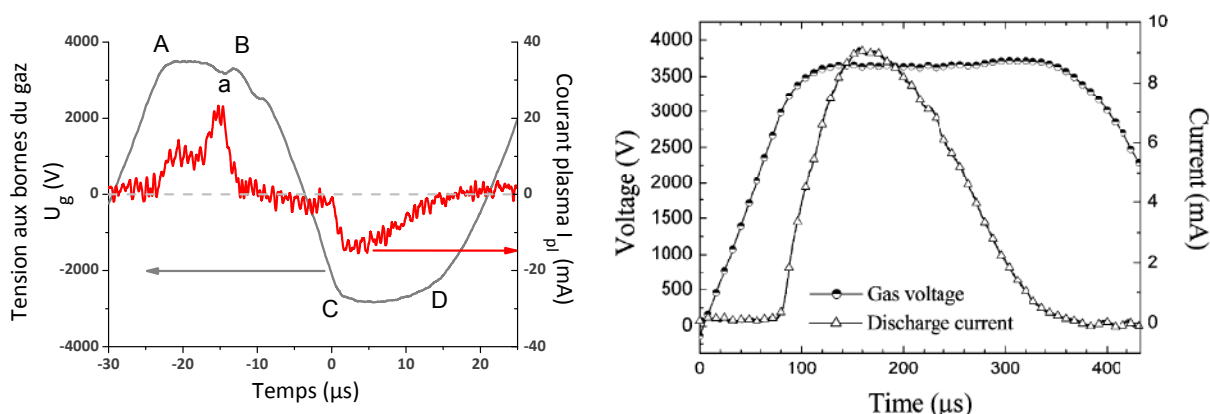 Tension aux bornes du gaz
U_g (V)
4000
2000
0
-2000
-4000
A
B
a
C
D
40
20
0
-20
-40
Courant plasma I_pl (mA)
-30
-20
-10
0
10
20
Temps (µs)
Voltage (V)
4000
3500
3000
2500
2000
1500
1000
500
0
Gas voltage
Discharge current
10
8
6
4
2
0
Current (mA)
0
100
200
300
400
Time (µs)